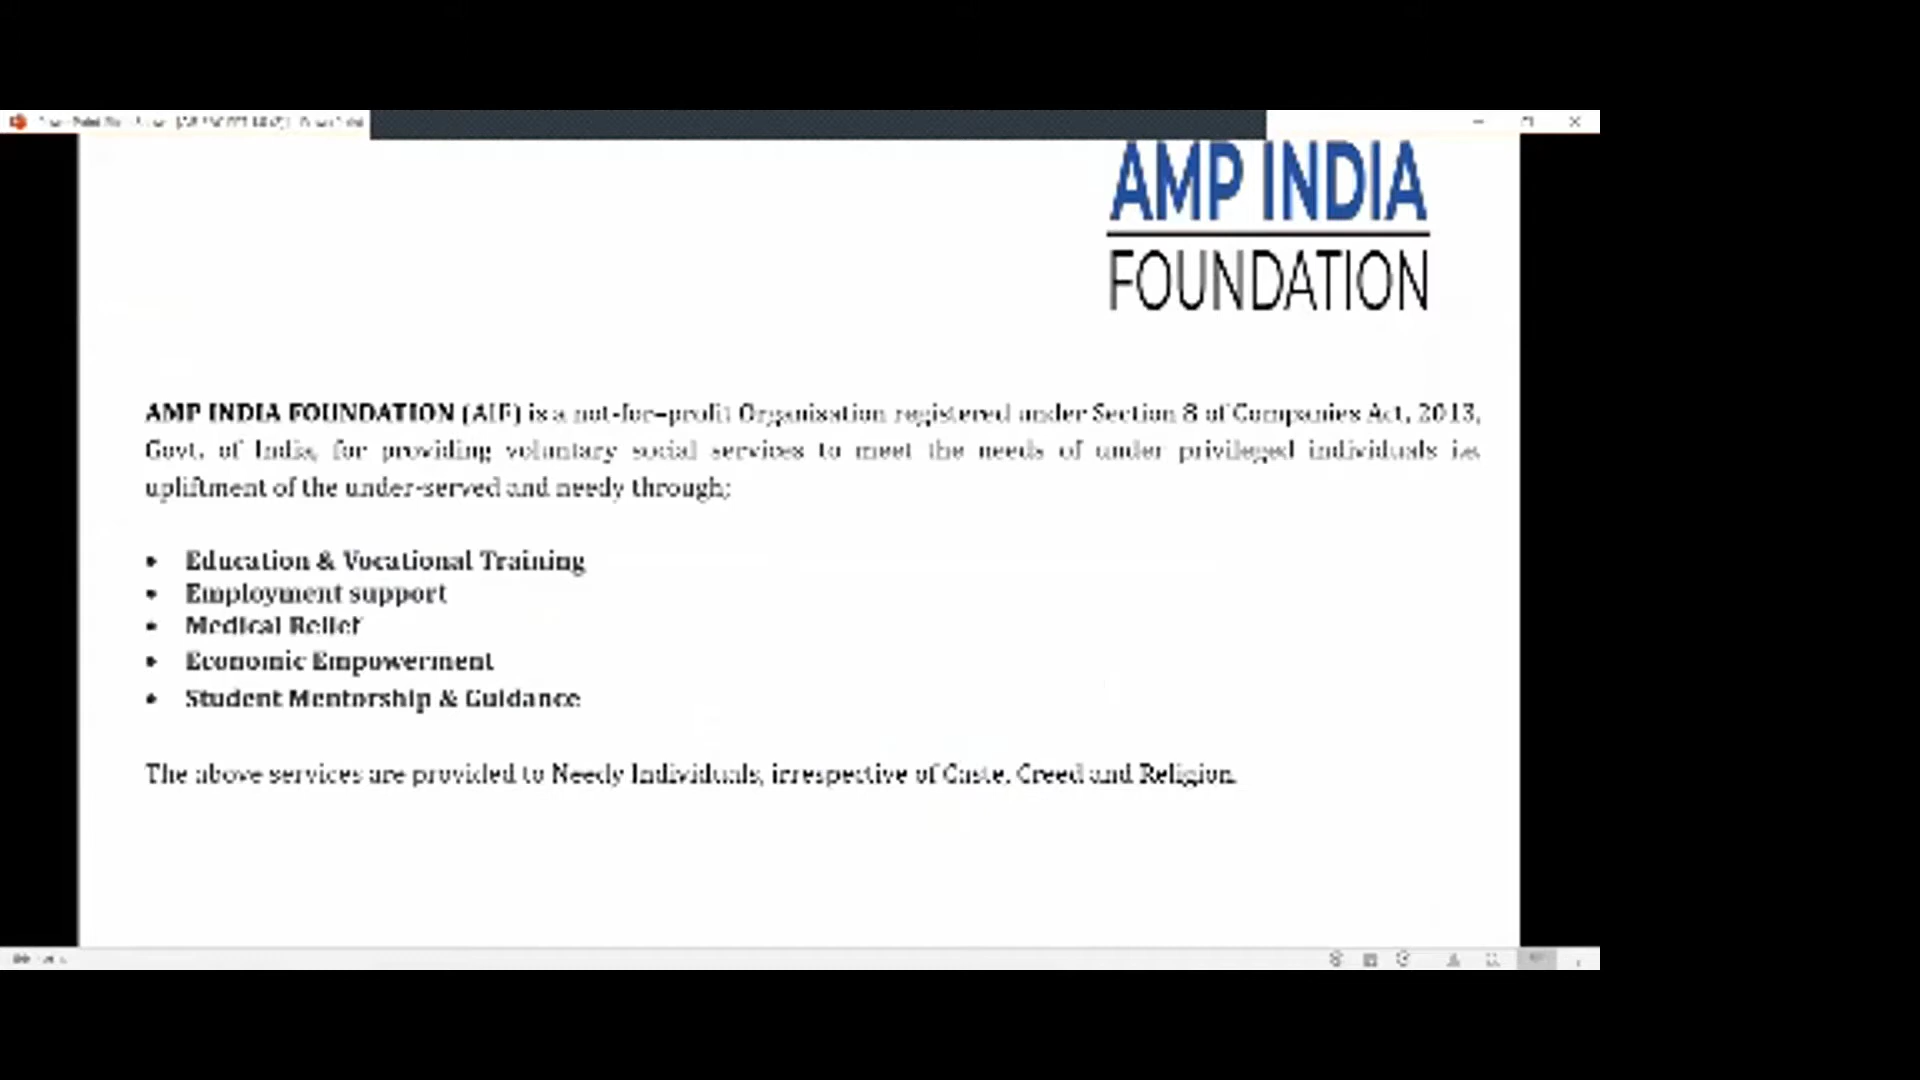 AMP INDIA
FOUNDATION
AMP INDIA FOUNDATION (AIF) is a not-for-profit Organisation registered under Section 8 of Companies Act, 2013,
Govt. of India, for providing voluntary social services to meet the needs of under privileged individuals i.e.
upliftment of the under-served and needy through;
• Education & Vocational Training
• Employment support
• Medical Relief
• Economic Empowerment
• Student Mentorship & Guidance
The above services are provided to Needy Individuals, irrespective of Caste, Creed and Religion.